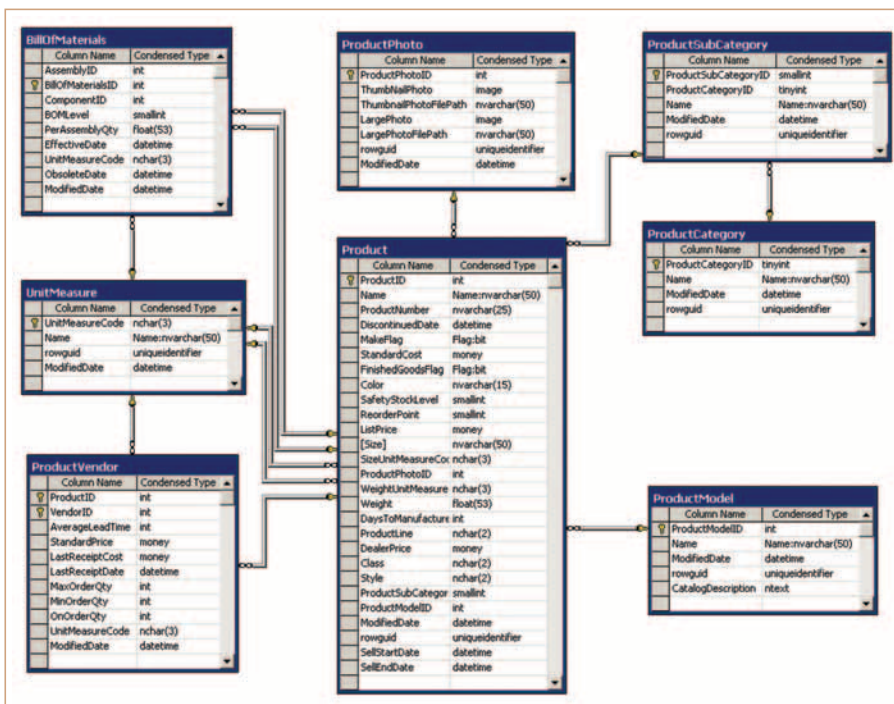 BillOfMaterials
Column Name Condensed Type
AssemblyID int
BillOfMaterialsID int
ComponentID int
BOMLevel smallint
PerAssemblyQty float(53)
EffectiveDate datetime
UnitMeasureCode nchar(3)
ObsoleteDate datetime
ModifiedDate datetime
ProductPhoto
Column Name Condensed Type
ProductPhotoID int
ThumbNailPhoto image
ThumbnailPhotoFilePath nvarchar(50)
LargePhoto image
LargePhotoFilePath nvarchar(50)
rowguid uniqueidentifier
ModifiedDate datetime
ProductSubCategory
Column Name Condensed Type
ProductSubCategoryID smallint
ProductCategoryID tinyint
Name Name:nvarchar(50)
ModifiedDate datetime
rowguid uniqueidentifier
ProductCategory
Column Name Condensed Type
ProductCategoryID tinyint
Name Name:nvarchar(50)
ModifiedDate datetime
rowguid uniqueidentifier
UnitMeasure
Column Name Condensed Type
UnitMeasureCode nchar(3)
Name Name:nvarchar(50)
rowguid uniqueidentifier
ModifiedDate datetime
Product
Column Name Condensed Type
ProductID int
Name Name:nvarchar(50)
ProductNumber nvarchar(25)
DiscontinuedDate datetime
MakeFlag Flag:bit
StandardCost money
FinishedGoodsFlag Flag:bit
Color nvarchar(15)
SafetyStockLevel smallint
ReorderPoint smallint
ListPrice money
[Size] nvarchar(50)
SizeUnitMeasureCoc nchar(3)
ProductPhotoID int
WeightUnitMeasure nchar(3)
Weight float(53)
DaysToManufacture int
ProductLine nchar(2)
DealerPrice money
Class nchar(2)
Style nchar(2)
ProductSubCategor smallint
ProductModelID int
ModifiedDate datetime
rowguid uniqueidentifier
SellStartDate datetime
SellEndDate datetime
ProductVendor
Column Name Condensed Type
ProductID int
VendorID int
AverageLeadTime int
StandardPrice money
LastReceiptCost money
LastReceiptDate datetime
MaxOrderQty int
MinOrderQty int
OnOrderQty int
UnitMeasureCode nchar(3)
ModifiedDate datetime
ProductModel
Column Name Condensed Type
ProductModelID int
Name Name:nvarchar(50)
ModifiedDate datetime
rowguid uniqueidentifier
CatalogDescription ntext